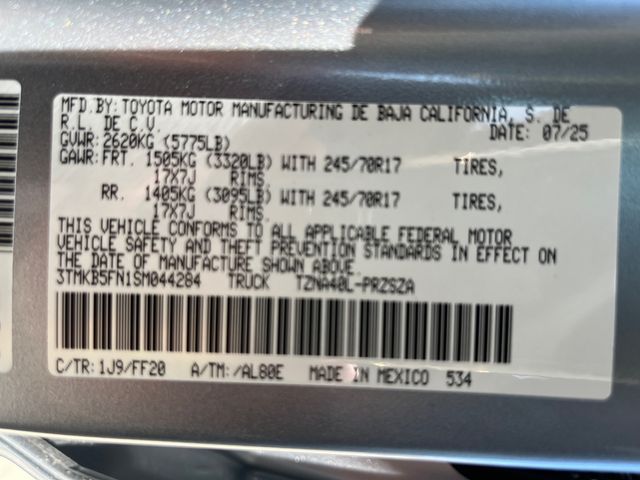 MFD. BY: TOYOTA MOTOR MANUFACTURING DE BAJA CALIFORNIA, S. DE
R.L. DE C.V. DATE: 07/25
GVWR: 2620KG (5775LB)
GAWR: FRT. 1505KG (3320LB) WITH 245/70R17 TIRES,
17X7J RIMS,
RR. 1405KG (3095LB) WITH 245/70R17 TIRES,
17X7J RIMS.
THIS VEHICLE CONFORMS TO ALL APPLICABLE FEDERAL MOTOR
VEHICLE SAFETY AND THEFT PREVENTION STANDARDS IN EFFECT ON
THE DATE OF MANUFACTURE SHOWN ABOVE.
3TMKB5FN1SM044284 TRUCK TZNA40L-PRZSZA
C/TR: 1J9/FF20 A/TM: /AL80E MADE IN MEXICO 534